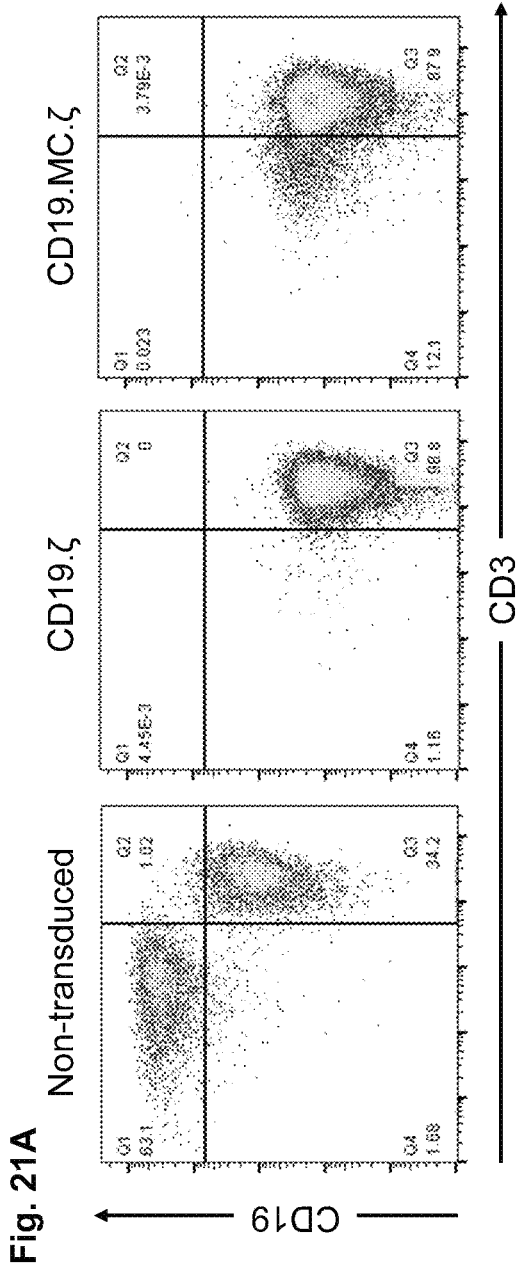 Fig. 21A
Non-transduced
CD19.ζ
CD19.MC.ζ
Q1
63.1
Q2
1.02
Q3
34.2
Q4
1.68
Q1
4.45E-3
Q2
0
Q3
98.8
Q4
1.16
Q1
0.023
Q2
3.79E-3
Q3
87.9
Q4
12.1
CD19
CD3